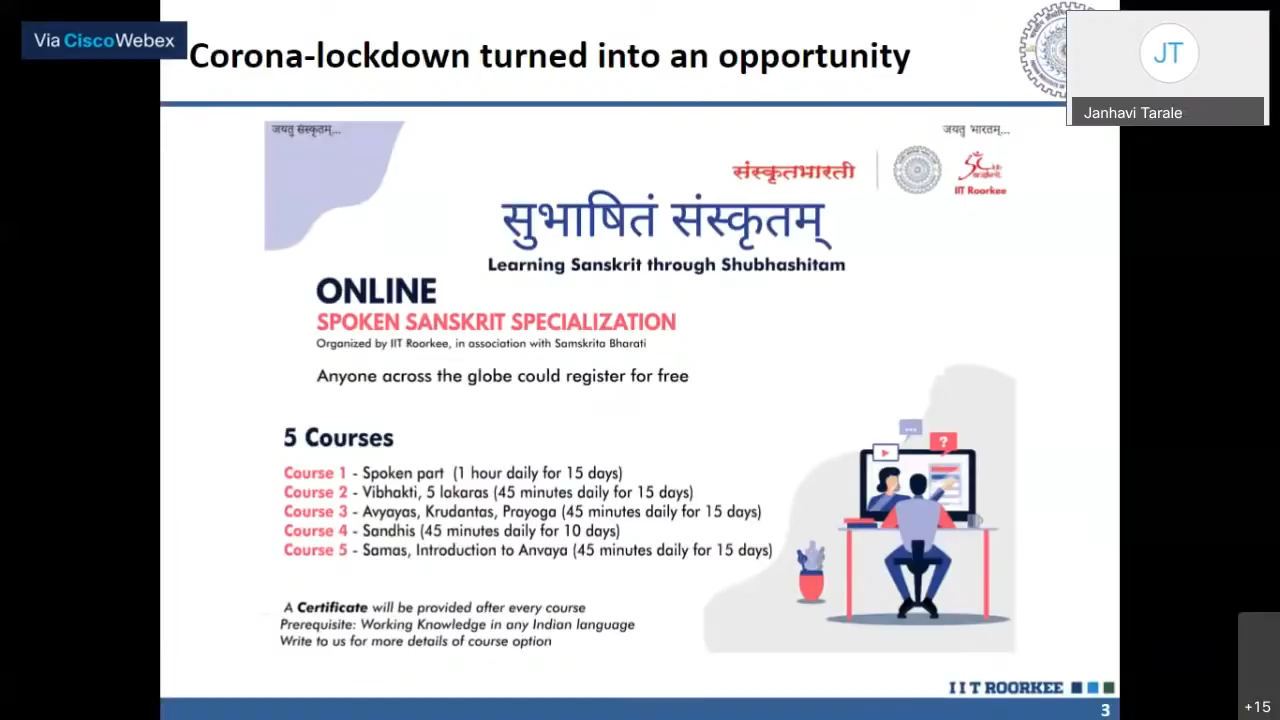 Via CiscoWebex
Corona-lockdown turned into an opportunity
JT
Janhavi Tarale
जयतु संस्कृतम्...
जयतु भारतम्...
संस्कृतभारती
IIT Roorkee
सुभाषितं संस्कृतम्
Learning Sanskrit through Shubhashitam
ONLINE
SPOKEN SANSKRIT SPECIALIZATION
Organized by IIT Roorkee, in association with Samskrita Bharati
Anyone across the globe could register for free
5 Courses
Course 1 - Spoken part (1 hour daily for 15 days)
Course 2 - Vibhakti, 5 lakaras (45 minutes daily for 15 days)
Course 3 - Avyayas, Krudantas, Prayoga (45 minutes daily for 15 days)
Course 4 - Sandhis (45 minutes daily for 10 days)
Course 5 - Samas, Introduction to Anvaya (45 minutes daily for 15 days)
?
A Certificate will be provided after every course
Prerequisite: Working Knowledge in any Indian language
Write to us for more details of course option
I I T ROORKEE
3
+15